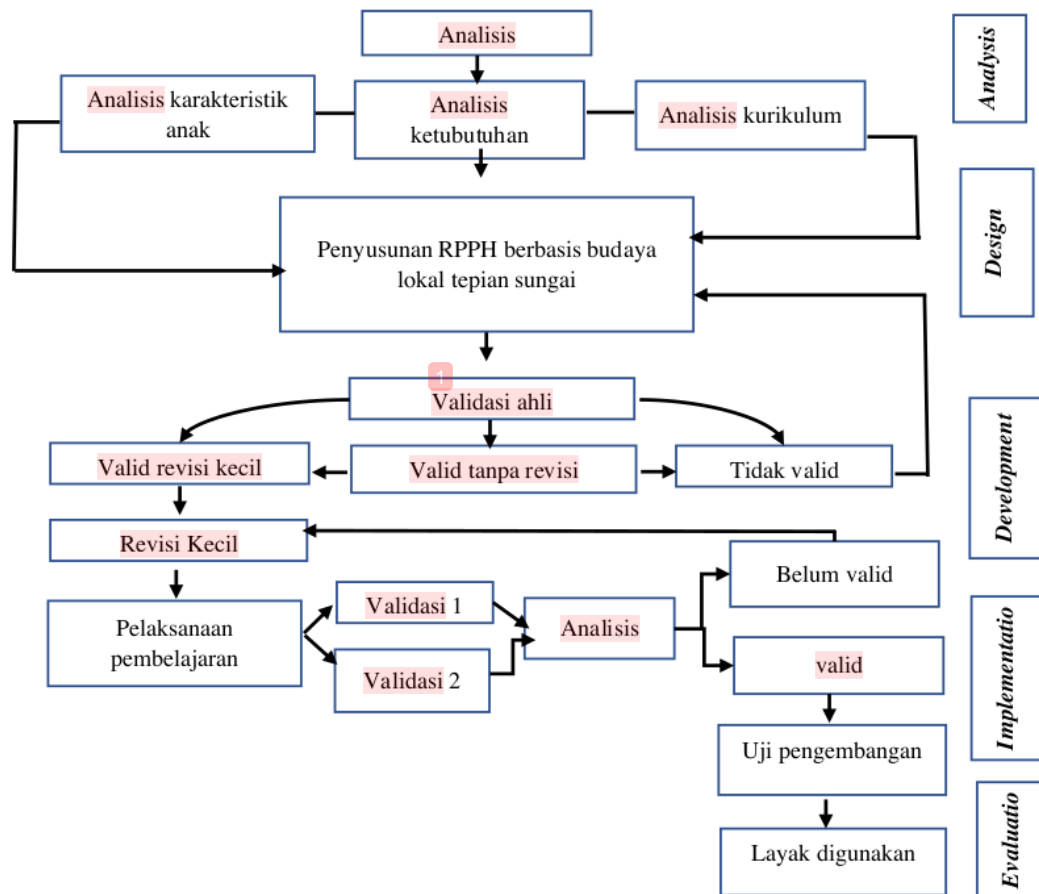 Analisis
Analysis
Analisis karakteristik
anak
Analisis
ketubutuhan
Analisis kurikulum
Penyusunan RPPH berbasis budaya
lokal tepian sungai
Design
1
Validasi ahli
Valid revisi kecil
Valid tanpa revisi
Tidak valid
Development
Revisi Kecil
Belum valid
Pelaksanaan
pembelajaran
Validasi 1
Validasi 2
Analisis
valid
Implementatio
Uji pengembangan
Layak digunakan
Evaluatio